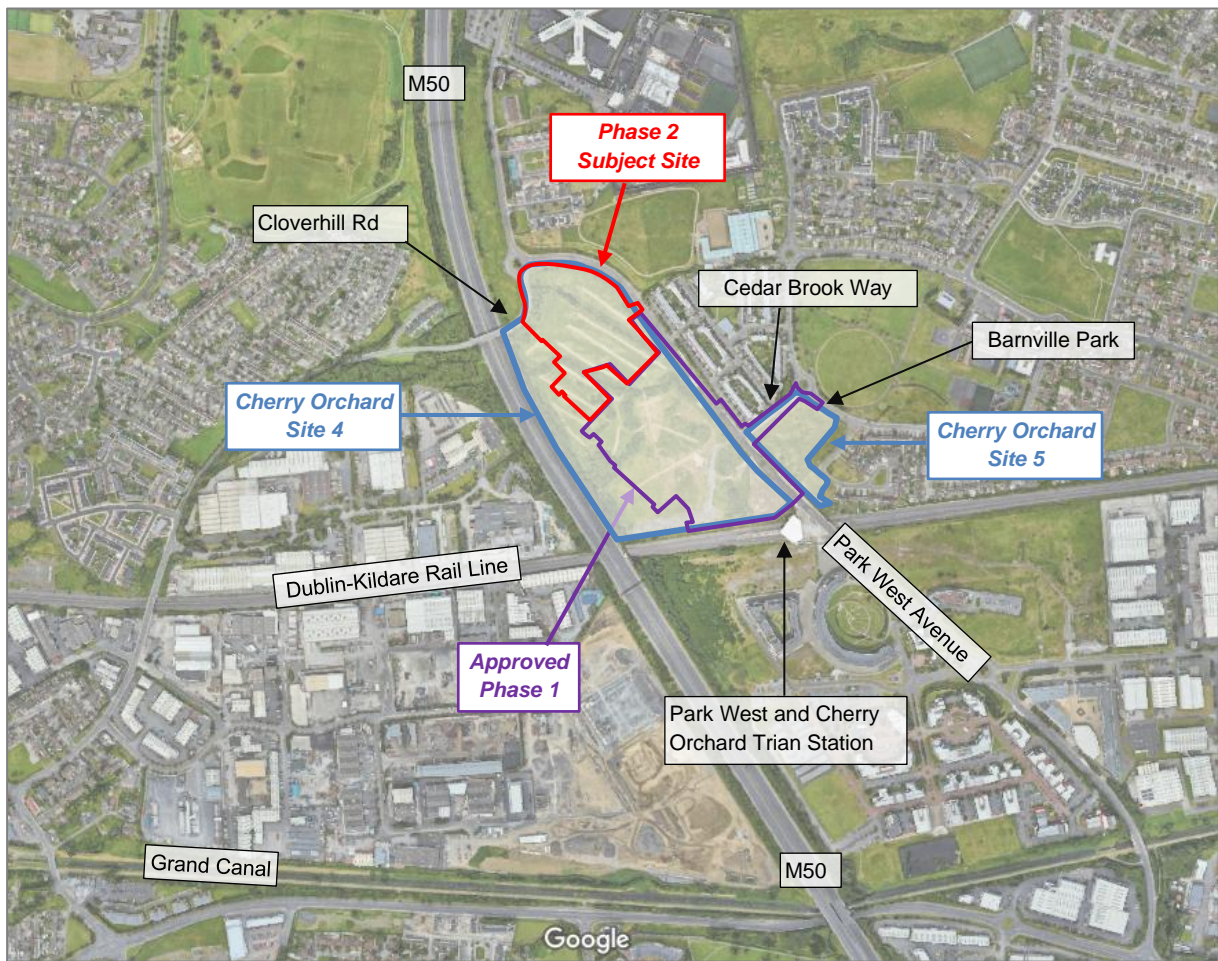 M50
Phase 2
Subject Site
Cloverhill Rd
Cedar Brook Way
Barnville Park
Cherry Orchard
Site 4
Cherry Orchard
Site 5
Dublin-Kildare Rail Line
Park West Avenue
Approved
Phase 1
Park West and Cherry
Orchard Trian Station
Grand Canal
M50
Google